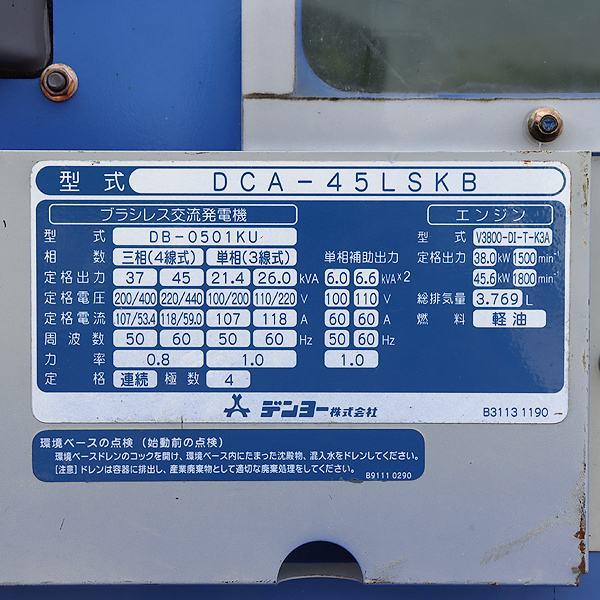 型式 DCA-45LSKB
ブラシレス交流発電機 エンジン
型式 DB-0501KU 型式 V3800-DI-T-K3A
相数 三相(4線式) 単相(3線式) 単相補助出力 定格出力 38.0kW 1500min⁻
定格出力 37 45 21.4 26.0 kVA 6.0 6.6 kVA×2 45.6kW 1800min⁻
定格電圧 200/400 220/440 100/200 110/220 V 100 110 V 総排気量 3.769 L
定格電流 107/53.4 118/59.0 107 118 A 60 60 A 燃料 軽油
周波数 50 60 50 60 Hz 50 60 Hz
力率 0.8 1.0 1.0
定格 連続 極数 4
デンヨー株式会社 B3113 1190
環境ベースの点検(始動前の点検)
環境ベースドレンのコックを開け、環境ベース内にたまった沈殿物、混入水をドレンしてください。
[注意]ドレンは容器に排出し、産業廃棄物として適切な廃棄処理をしてください。
B9111 0290